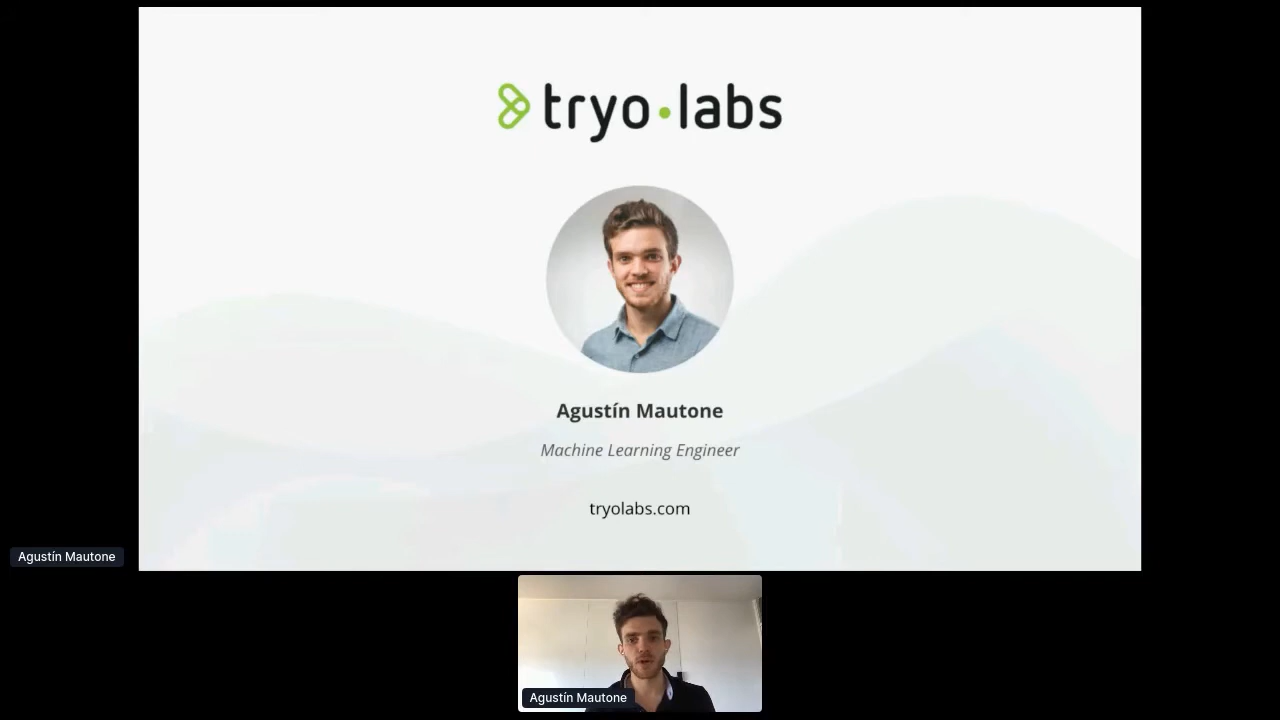 tryo·labs
Agustín Mautone
Machine Learning Engineer
tryolabs.com
Agustín Mautone
Agustín Mautone